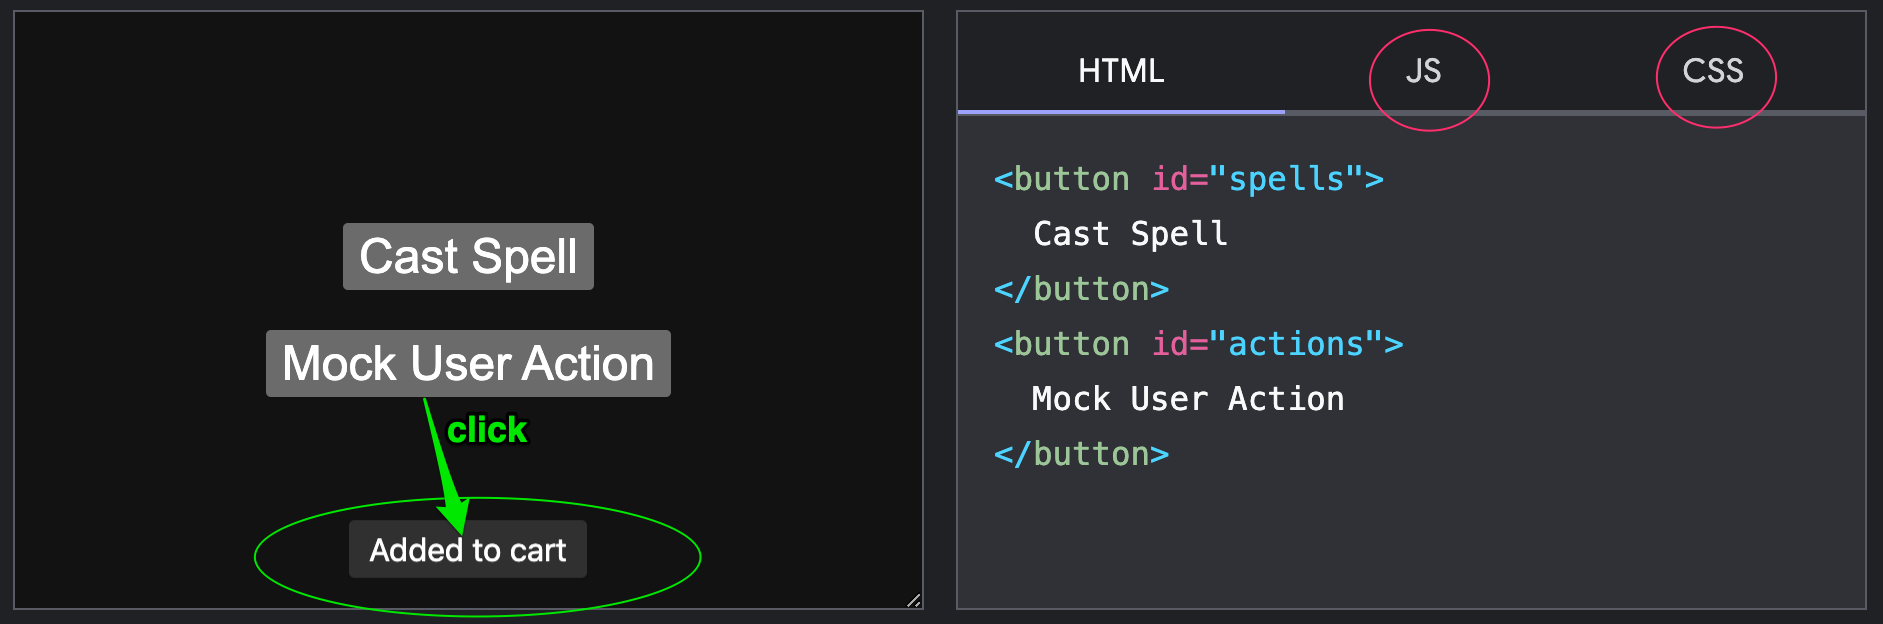 Cast Spell
Mock User Action
click
Added to cart
HTML
JS
CSS
<button id="spells">
Cast Spell
</button>
<button id="actions">
Mock User Action
</button>